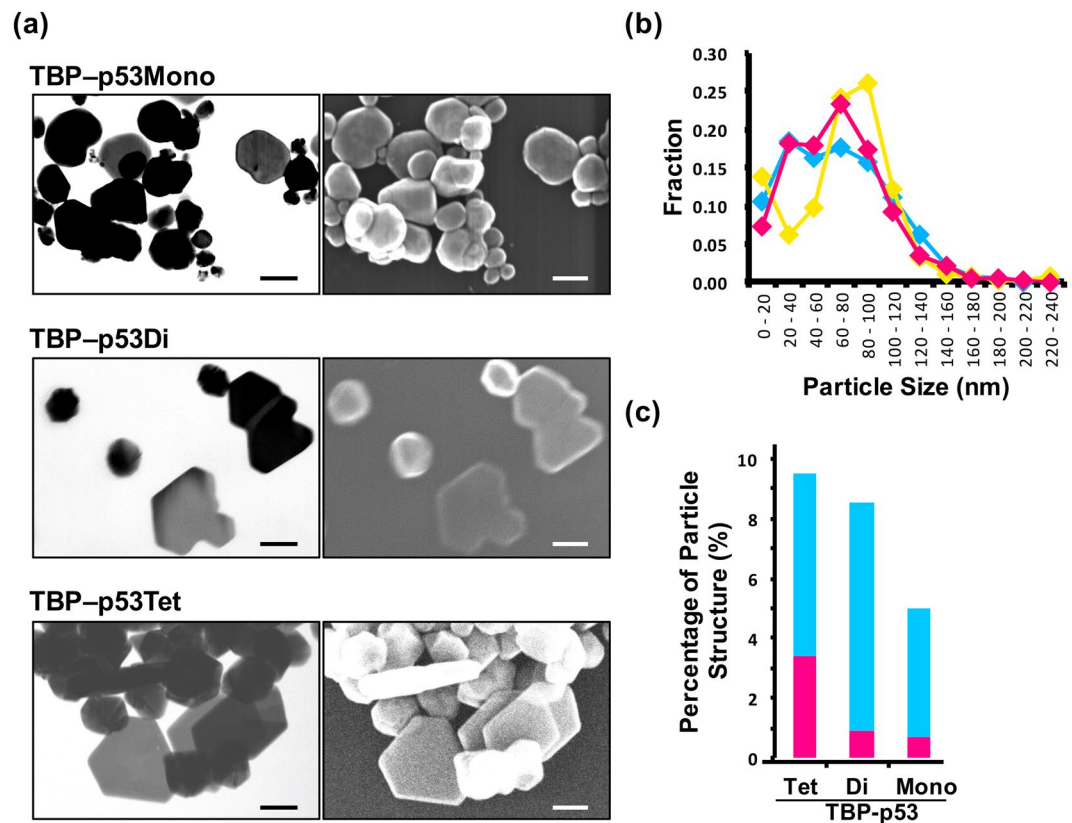 (a)
TBP–p53Mono
TBP–p53Di
TBP–p53Tet
(b)
0.30
0.25
0.20
0.15
0.10
0.05
0.00
Fraction
0 - 20
20 - 40
40 - 60
60 - 80
80 - 100
100 - 120
120 - 140
140 - 160
160 - 180
180 - 200
200 - 220
220 - 240
Particle Size (nm)
(c)
Percentage of Particle
Structure (%)
10
8
6
4
2
0
Tet Di Mono
TBP-p53